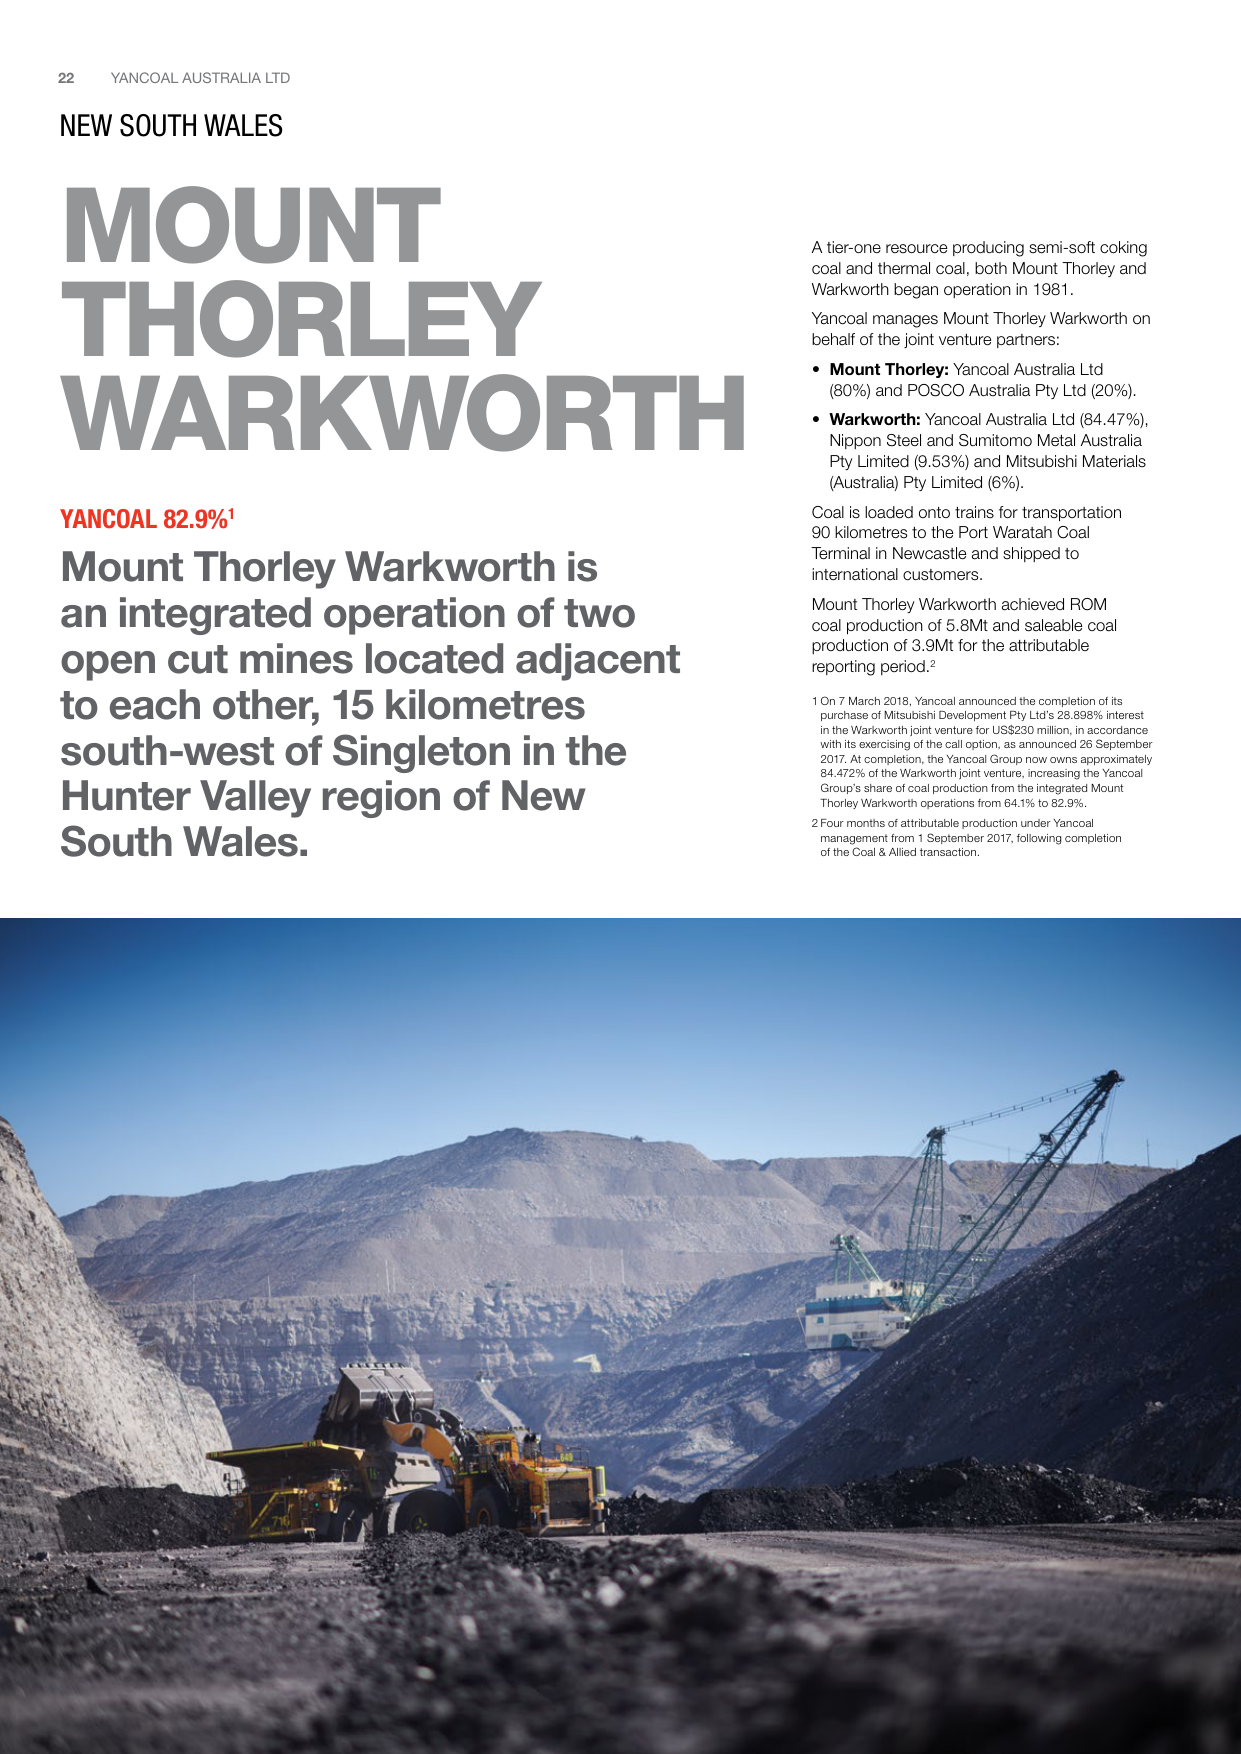 22 YANCOAL AUSTRALIA LTD
NEW SOUTH WALES
MOUNT
THORLEY
WARKWORTH
YANCOAL 82.9%1
Mount Thorley Warkworth is
an integrated operation of two
open cut mines located adjacent
to each other, 15 kilometres
south-west of Singleton in the
Hunter Valley region of New
South Wales.
A tier-one resource producing semi-soft coking
coal and thermal coal, both Mount Thorley and
Warkworth began operation in 1981.
Yancoal manages Mount Thorley Warkworth on
behalf of the joint venture partners:
• Mount Thorley: Yancoal Australia Ltd
(80%) and POSCO Australia Pty Ltd (20%).
• Warkworth: Yancoal Australia Ltd (84.47%),
Nippon Steel and Sumitomo Metal Australia
Pty Limited (9.53%) and Mitsubishi Materials
(Australia) Pty Limited (6%).
Coal is loaded onto trains for transportation
90 kilometres to the Port Waratah Coal
Terminal in Newcastle and shipped to
international customers.
Mount Thorley Warkworth achieved ROM
coal production of 5.8Mt and saleable coal
production of 3.9Mt for the attributable
reporting period.2
1 On 7 March 2018, Yancoal announced the completion of its
purchase of Mitsubishi Development Pty Ltd's 28.898% interest
in the Warkworth joint venture for US$230 million, in accordance
with its exercising of the call option, as announced 26 September
2017. At completion, the Yancoal Group now owns approximately
84.472% of the Warkworth joint venture, increasing the Yancoal
Group's share of coal production from the integrated Mount
Thorley Warkworth operations from 64.1% to 82.9%.
2 Four months of attributable production under Yancoal
management from 1 September 2017, following completion
of the Coal & Allied transaction.